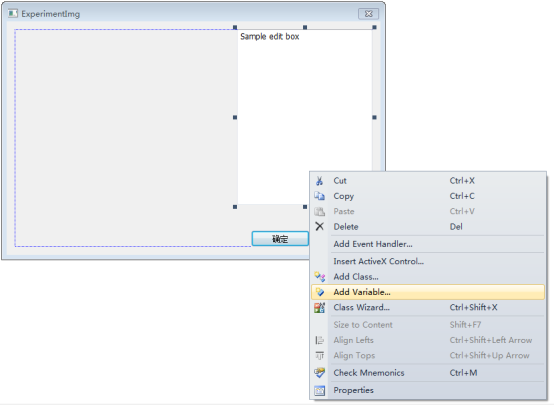 ExperimentImg
Sample edit box
确定
Cut Ctrl+X
Copy Ctrl+C
Paste Ctrl+V
Delete Del
Add Event Handler...
Insert ActiveX Control...
Add Class...
Add Variable...
Class Wizard... Ctrl+Shift+X
Size to Content Shift+F7
Align Lefts Ctrl+Shift+Left Arrow
Align Tops Ctrl+Shift+Up Arrow
Check Mnemonics Ctrl+M
Properties